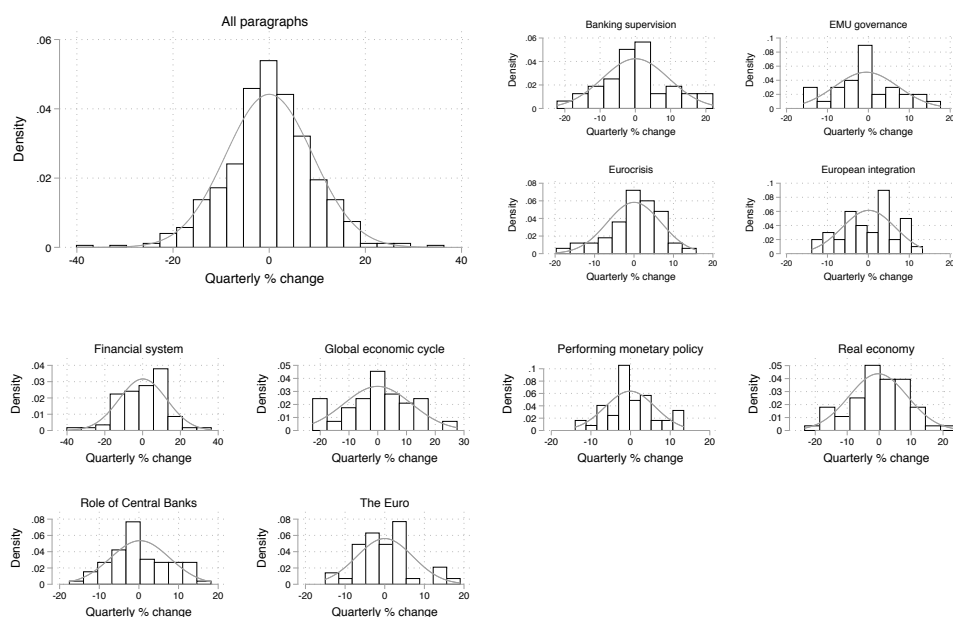 All paragraphs
.06
.04
.02
0
Density
-40 -20 0 20 40
Quarterly % change
Banking supervision
.06
.04
.02
0
Density
-20 -10 0 10 20
Quarterly % change
EMU governance
.1
.08
.06
.04
.02
0
Density
-20 -10 0 10 20
Quarterly % change
Eurocrisis
.08
.06
.04
.02
0
Density
-20 -10 0 10 20
Quarterly % change
European integration
.1
.08
.06
.04
.02
0
Density
-20 -10 0 10 20
Quarterly % change
Financial system
.04
.03
.02
.01
0
Density
-40 -20 0 20 40
Quarterly % change
Global economic cycle
.05
.04
.03
.02
.01
0
Density
-20 -10 0 10 20 30
Quarterly % change
Performing monetary policy
.1
.08
.06
.04
.02
0
Density
-20 -10 0 10 20
Quarterly % change
Real economy
.05
.04
.03
.02
.01
0
Density
-20 -10 0 10 20
Quarterly % change
Role of Central Banks
.08
.06
.04
.02
0
Density
-20 -10 0 10 20
Quarterly % change
The Euro
.08
.06
.04
.02
0
Density
-20 -10 0 10 20
Quarterly % change